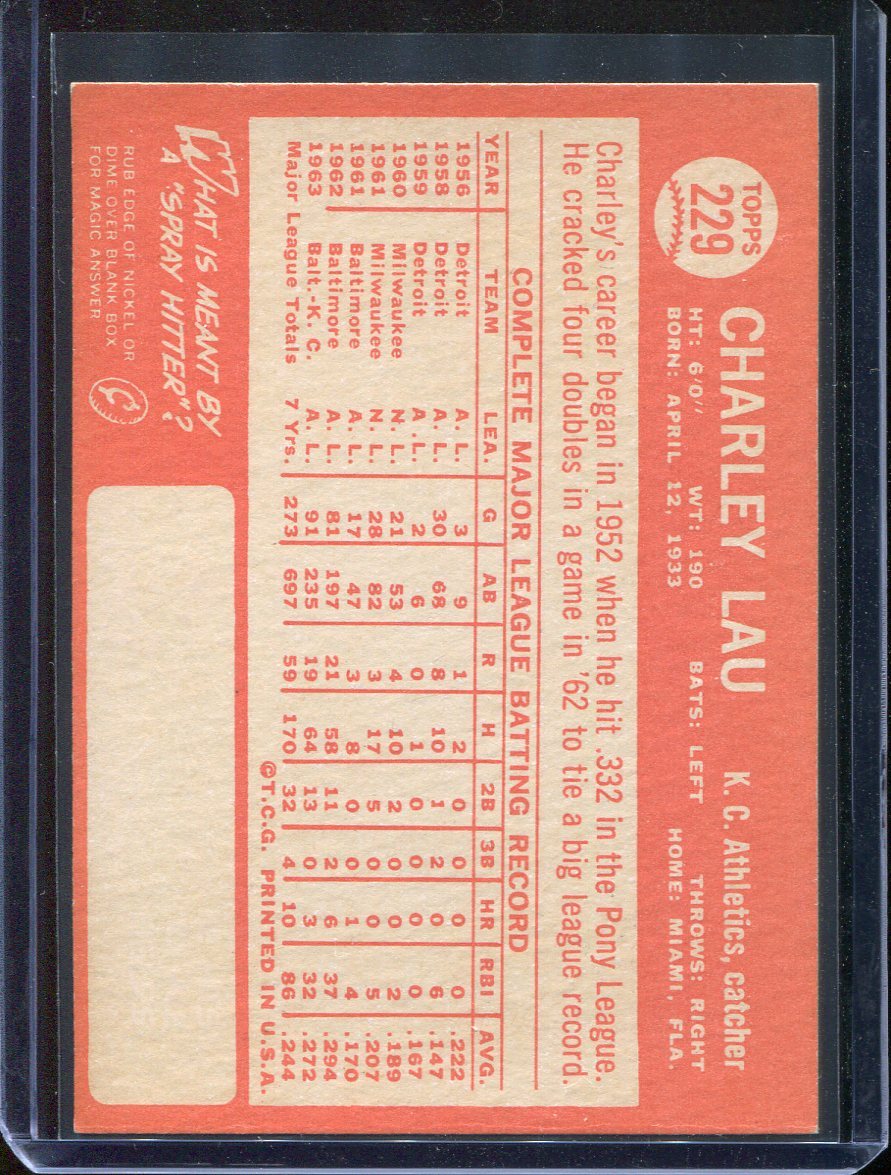 TOPPS
229
CHARLEY LAU K. C. Athletics, catcher
HT: 6'0" WT: 190 BATS: LEFT THROWS: RIGHT
BORN: APRIL 12, 1933 HOME: MIAMI, FLA.
Charley's career began in 1952 when he hit .332 in the Pony League.
He cracked four doubles in a game in '62 to tie a big league record.
COMPLETE MAJOR LEAGUE BATTING RECORD
YEAR TEAM LEA. G AB R H 2B 3B HR RBI AVG.
1956 Detroit A. L. 3 9 1 2 0 0 0 0 .222
1958 Detroit A. L. 30 68 8 10 1 2 0 6 .147
1959 Detroit A .L. 2 6 0 1 0 0 0 0 .167
1960 Milwaukee N. L. 21 53 4 10 2 0 0 2 .189
1961 Milwaukee N. L. 28 82 3 17 5 0 0 5 .207
1961 Baltimore A. L. 17 47 3 8 0 0 1 4 .170
1962 Baltimore A. L. 81 197 21 58 11 2 6 37 .294
1963 Balt.-K. C. A. L. 91 235 19 64 13 0 3 32 .272
Major League Totals 7 Yrs. 273 697 59 170 32 4 10 86 .244
©T.C.G. PRINTED IN U.S.A.
WHAT IS MEANT BY
A "SPRAY HITTER"?
RUB EDGE OF NICKEL OR
DIME OVER BLANK BOX
FOR MAGIC ANSWER